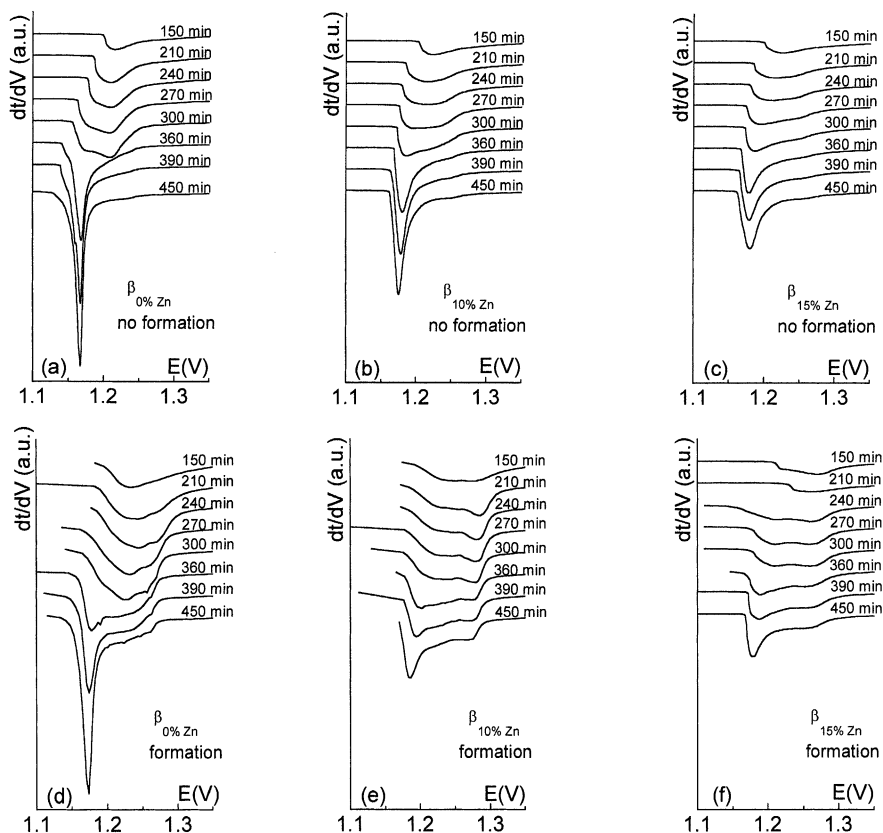 dt/dV (a.u.)
150 min
210 min
240 min
270 min
300 min
360 min
390 min
450 min
β 0% Zn
no formation
(a)
E(V)
1.1 1.2 1.3
dt/dV (a.u.)
150 min
210 min
240 min
270 min
300 min
360 min
390 min
450 min
β 10% Zn
no formation
(b)
E(V)
1.1 1.2 1.3
dt/dV (a.u.)
150 min
210 min
240 min
270 min
300 min
360 min
390 min
450 min
β 15% Zn
no formation
(c)
E(V)
1.1 1.2 1.3
dt/dV (a.u.)
150 min
210 min
240 min
270 min
300 min
360 min
390 min
450 min
β 0% Zn
formation
(d)
E(V)
1.1 1.2 1.3
dt/dV (a.u.)
150 min
210 min
240 min
270 min
300 min
360 min
390 min
450 min
β 10% Zn
formation
(e)
E(V)
1.1 1.2 1.3
dt/dV (a.u.)
150 min
210 min
240 min
270 min
300 min
360 min
390 min
450 min
β 15% Zn
formation
(f)
E(V)
1.1 1.2 1.3